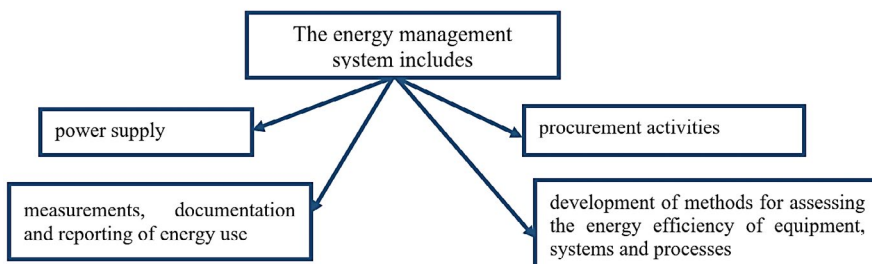 The energy management
system includes
power supply
procurement activities
measurements, documentation
and reporting of energy use
development of methods for assessing
the energy efficiency of equipment,
systems and processes